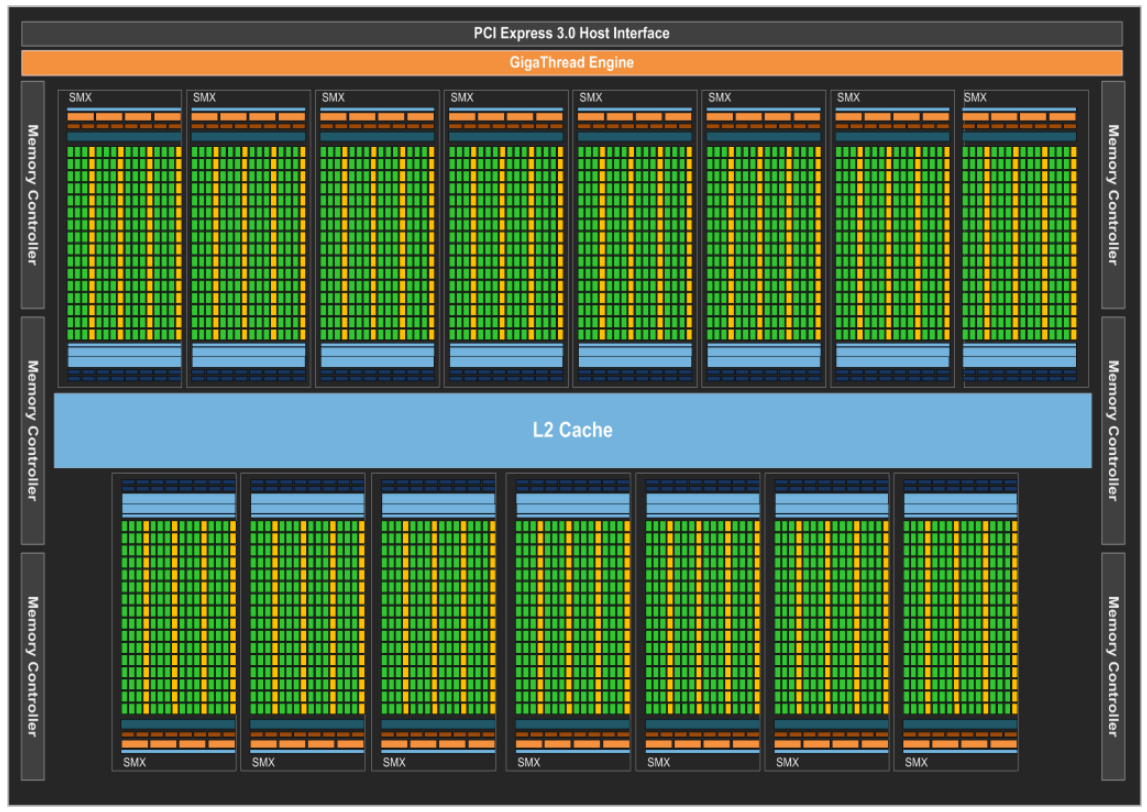 PCI Express 3.0 Host Interface
GigaThread Engine
Memory Controller
Memory Controller
Memory Controller
SMX
SMX
SMX
SMX
SMX
SMX
SMX
SMX
L2 Cache
SMX
SMX
SMX
SMX
SMX
SMX
SMX
Memory Controller
Memory Controller
Memory Controller